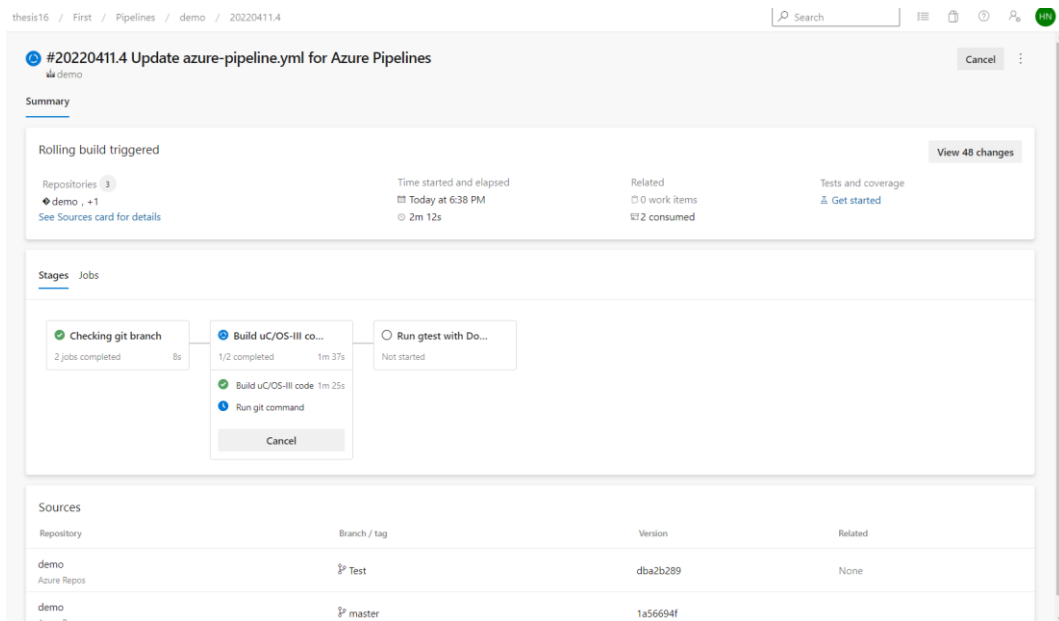 thesis16 / First / Pipelines / demo / 20220411.4
Search
HN
#20220411.4 Update azure-pipeline.yml for Azure Pipelines
demo
Cancel
Summary
Rolling build triggered
View 48 changes
Repositories 3
Time started and elapsed
Related
Tests and coverage
demo , +1
Today at 6:38 PM
0 work items
Get started
See Sources card for details
2m 12s
2 consumed
Stages Jobs
Checking git branch
Build uC/OS-III co...
Run gtest with Do...
2 jobs completed 8s
1/2 completed 1m 37s
Not started
Build uC/OS-III code 1m 25s
Run git command
Cancel
Sources
Repository Branch / tag Version Related
demo
Azure Repos
Test dba2b289 None
demo
master 1a56694f